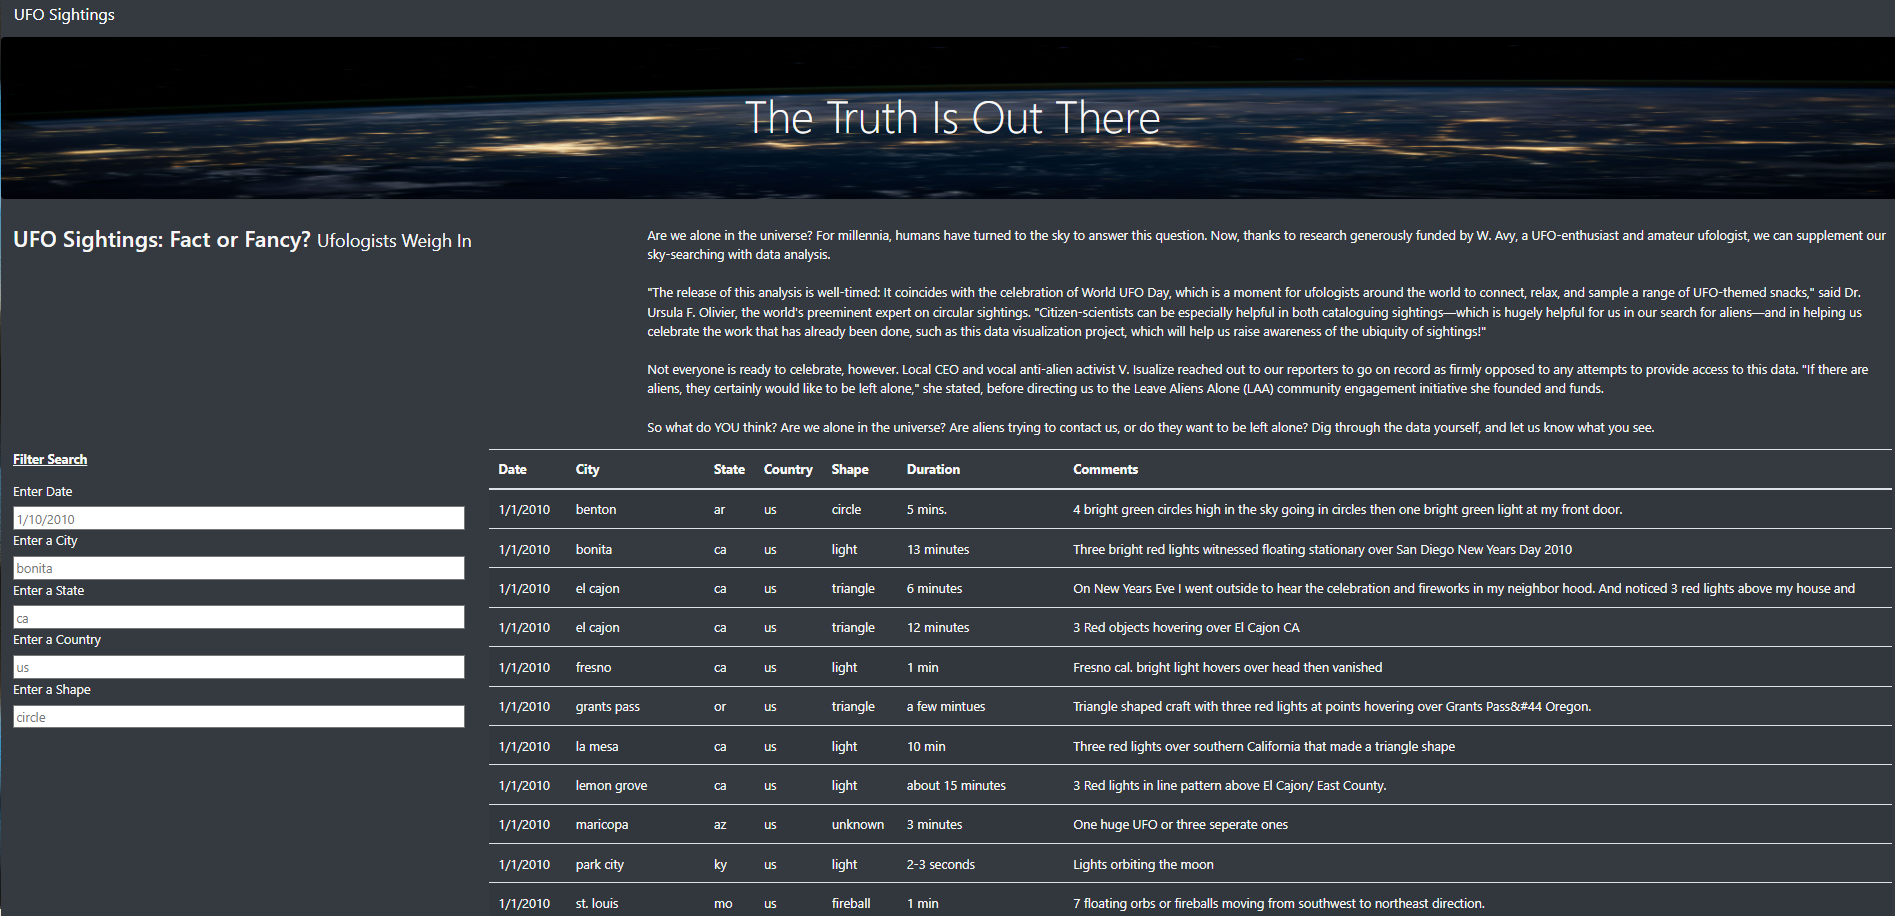 UFO Sightings
The Truth Is Out There
UFO Sightings: Fact or Fancy? Ufologists Weigh In
Are we alone in the universe? For millennia, humans have turned to the sky to answer this question. Now, thanks to research generously funded by W. Avy, a UFO-enthusiast and amateur ufologist, we can supplement our
sky-searching with data analysis.
"The release of this analysis is well-timed: It coincides with the celebration of World UFO Day, which is a moment for ufologists around the world to connect, relax, and sample a range of UFO-themed snacks," said Dr.
Ursula F. Olivier, the world's preeminent expert on circular sightings. "Citizen-scientists can be especially helpful in both cataloguing sightings—which is hugely helpful for us in our search for aliens—and in helping us
celebrate the work that has already been done, such as this data visualization project, which will help us raise awareness of the ubiquity of sightings!"
Not everyone is ready to celebrate, however. Local CEO and vocal anti-alien activist V. Isualize reached out to our reporters to go on record as firmly opposed to any attempts to provide access to this data. "If there are
aliens, they certainly would like to be left alone," she stated, before directing us to the Leave Aliens Alone (LAA) community engagement initiative she founded and funds.
So what do YOU think? Are we alone in the universe? Are aliens trying to contact us, or do they want to be left alone? Dig through the data yourself, and let us know what you see.
Filter Search
Enter Date
1/10/2010
Enter a City
bonita
Enter a State
ca
Enter a Country
us
Enter a Shape
circle
Date City State Country Shape Duration Comments
1/1/2010 benton ar us circle 5 mins. 4 bright green circles high in the sky going in circles then one bright green light at my front door.
1/1/2010 bonita ca us light 13 minutes Three bright red lights witnessed floating stationary over San Diego New Years Day 2010
1/1/2010 el cajon ca us triangle 6 minutes On New Years Eve I went outside to hear the celebration and fireworks in my neighbor hood. And noticed 3 red lights above my house and
1/1/2010 el cajon ca us triangle 12 minutes 3 Red objects hovering over El Cajon CA
1/1/2010 fresno ca us light 1 min Fresno cal. bright light hovers over head then vanished
1/1/2010 grants pass or us triangle a few mintues Triangle shaped craft with three red lights at points hovering over Grants Pass&#44 Oregon.
1/1/2010 la mesa ca us light 10 min Three red lights over southern California that made a triangle shape
1/1/2010 lemon grove ca us light about 15 minutes 3 Red lights in line pattern above El Cajon/ East County.
1/1/2010 maricopa az us unknown 3 minutes One huge UFO or three seperate ones
1/1/2010 park city ky us light 2-3 seconds Lights orbiting the moon
1/1/2010 st. louis mo us fireball 1 min 7 floating orbs or fireballs moving from southwest to northeast direction.